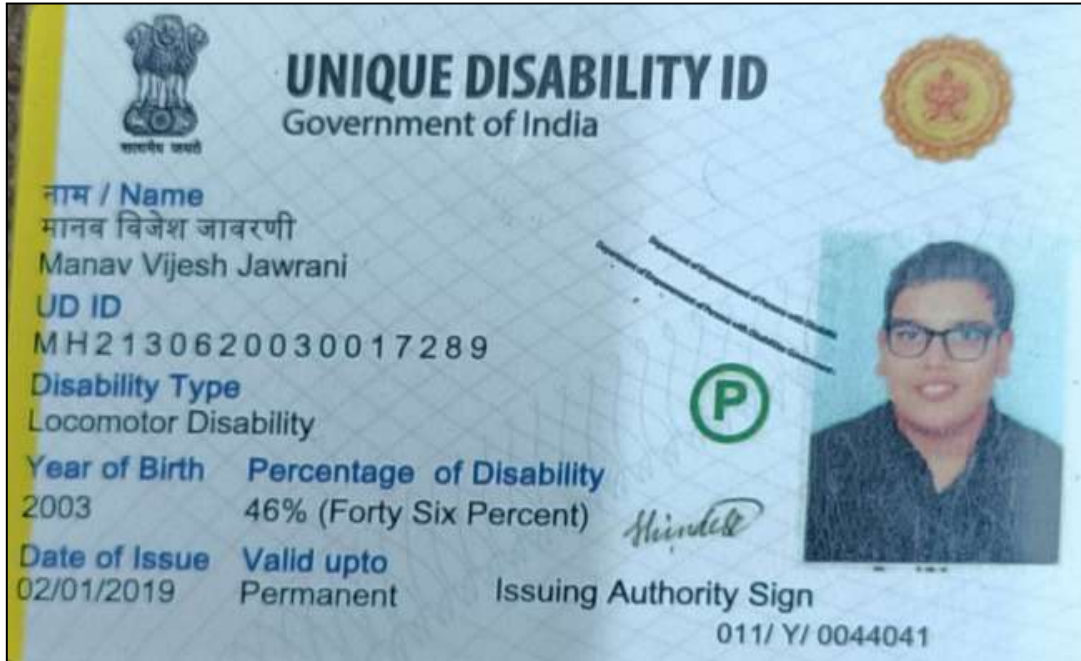 UNIQUE DISABILITY ID
Government of India
सत्यमेव जयते
नाम / Name
मानव विजेश जावरणी
Manav Vijesh Jawrani
UD ID
MH2130620030017289
Disability Type
Locomotor Disability
P
Year of Birth Percentage of Disability
2003 46% (Forty Six Percent)
Date of Issue Valid upto
02/01/2019 Permanent
Issuing Authority Sign
011/ Y/ 0044041